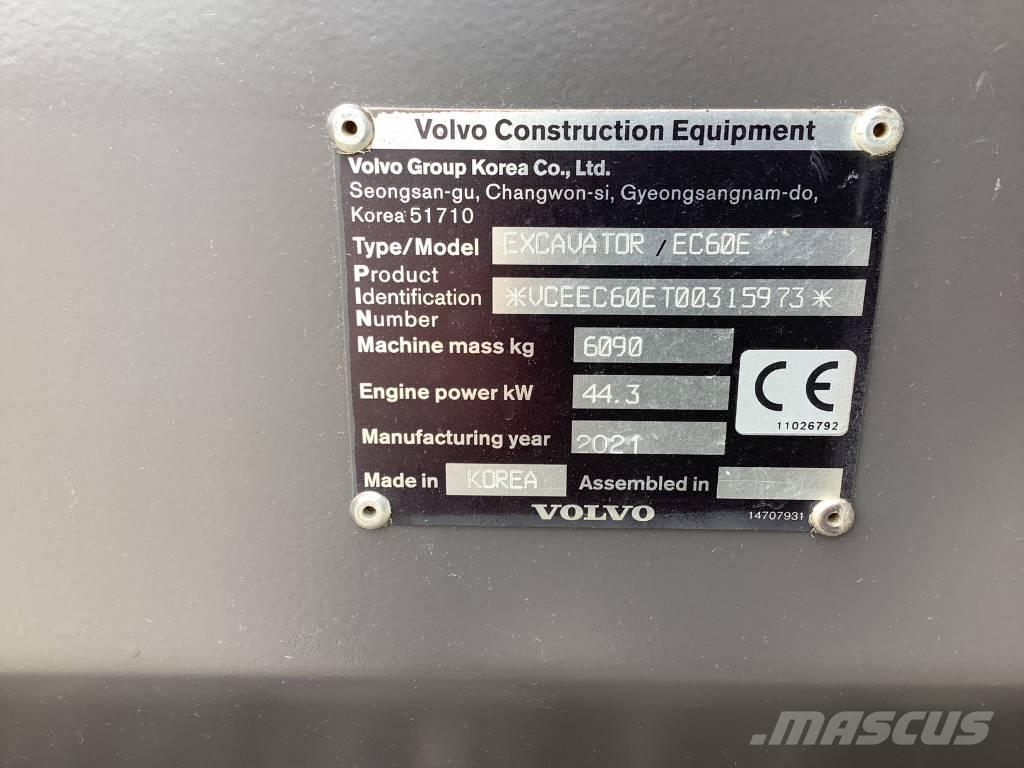 Volvo Construction Equipment
Volvo Group Korea Co., Ltd.
Seongsan-gu, Changwon-si, Gyeongsangnam-do,
Korea 51710
Type/Model EXCAVATOR / EC60E
Product
Identification *VCEEC60ET00315973*
Number
Machine mass kg 6090
Engine power kW 44.3
CE
11026792
Manufacturing year 2021
Made in KOREA Assembled in
VOLVO 14707931
MASCUS